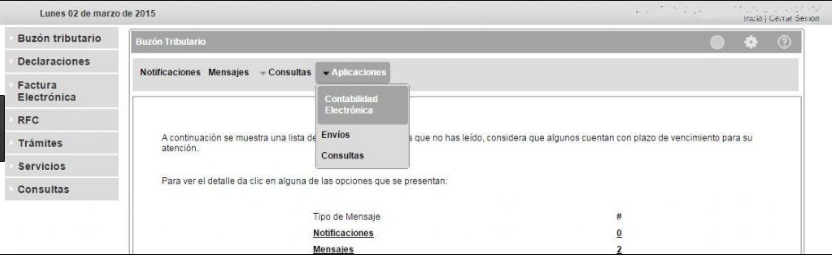 Lunes 02 de marzo de 2015
Inicio | Cerrar Sesión
Buzón tributario
Declaraciones
Factura
Electrónica
RFC
Trámites
Servicios
Consultas
Buzón Tributario
Notificaciones Mensajes Consultas Aplicaciones
Contabilidad
Electrónica
Envíos
Consultas
A continuación se muestra una lista de s que no has leído, considera que algunos cuentan con plazo de vencimiento para su
atención.
Para ver el detalle da clic en alguna de las opciones que se presentan:
Tipo de Mensaje #
Notificaciones 0
Mensajes 2